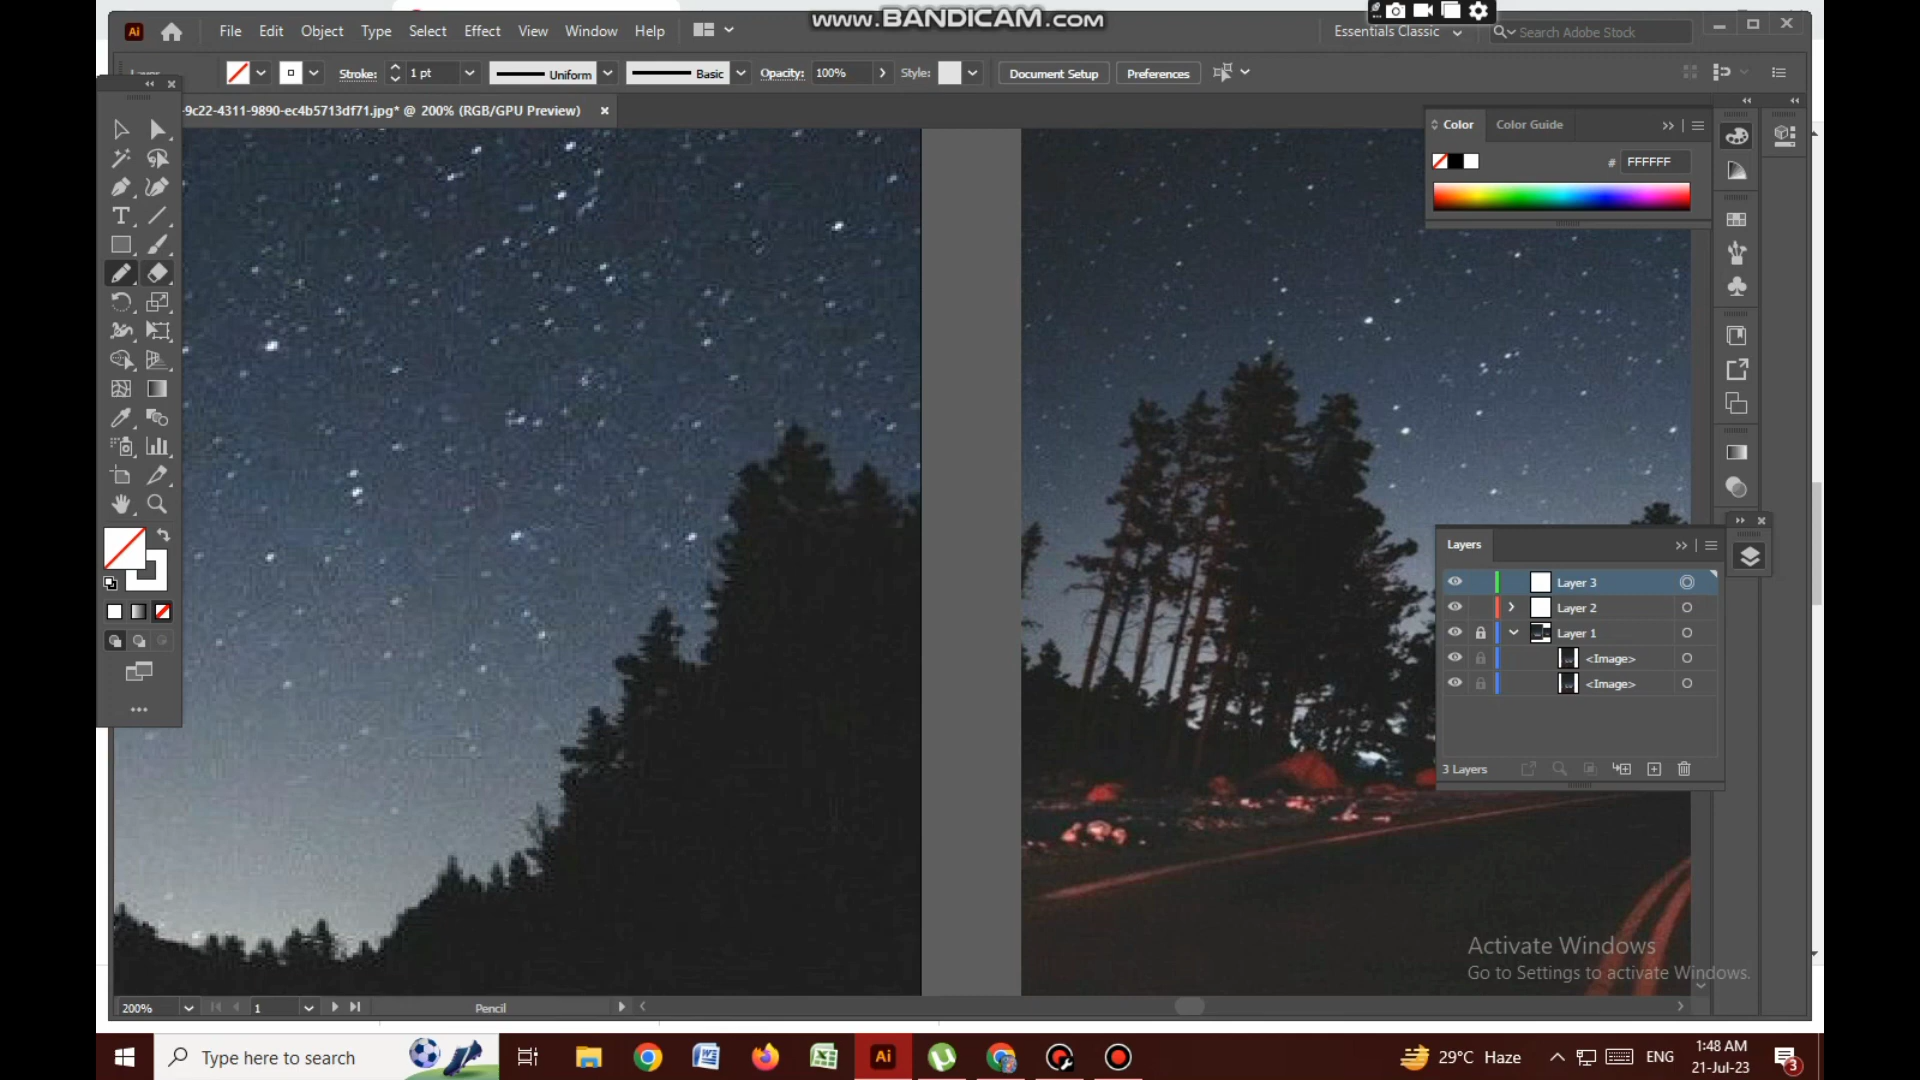 www.BANDICAM.com
Ai File Edit Object Type Select Effect View Window Help
Essentials Classic
Search Adobe Stock
Stroke: 1 pt Uniform Basic Opacity: 100% Style: Document Setup Preferences
-9c22-4311-9890-ec4b5713df71.jpg* @ 200% (RGB/GPU Preview)
Color Color Guide
# FFFFFF
Layers
Layer 3
Layer 2
Layer 1
<Image>
<Image>
3 Layers
Activate Windows
Go to Settings to activate Windows.
200% 1 Pencil
Type here to search
Ai
29°C Haze
ENG
1:48 AM
21-Jul-23
3